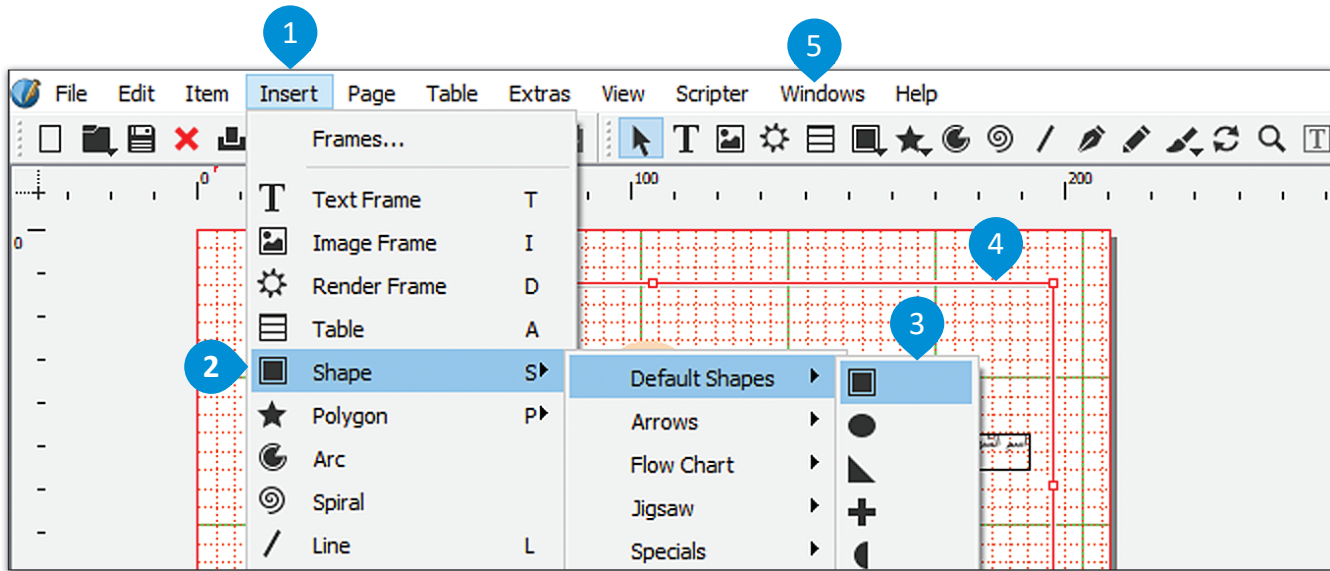 1
5
File Edit Item Insert Page Table Extras View Scripter Windows Help
Frames...
0
100
200
Text Frame T
0
Image Frame I
4
Render Frame D
3
Table A
2
Shape S
Default Shapes
Polygon P
Arrows
Arc
Flow Chart
Spiral
Jigsaw
Line L
Specials